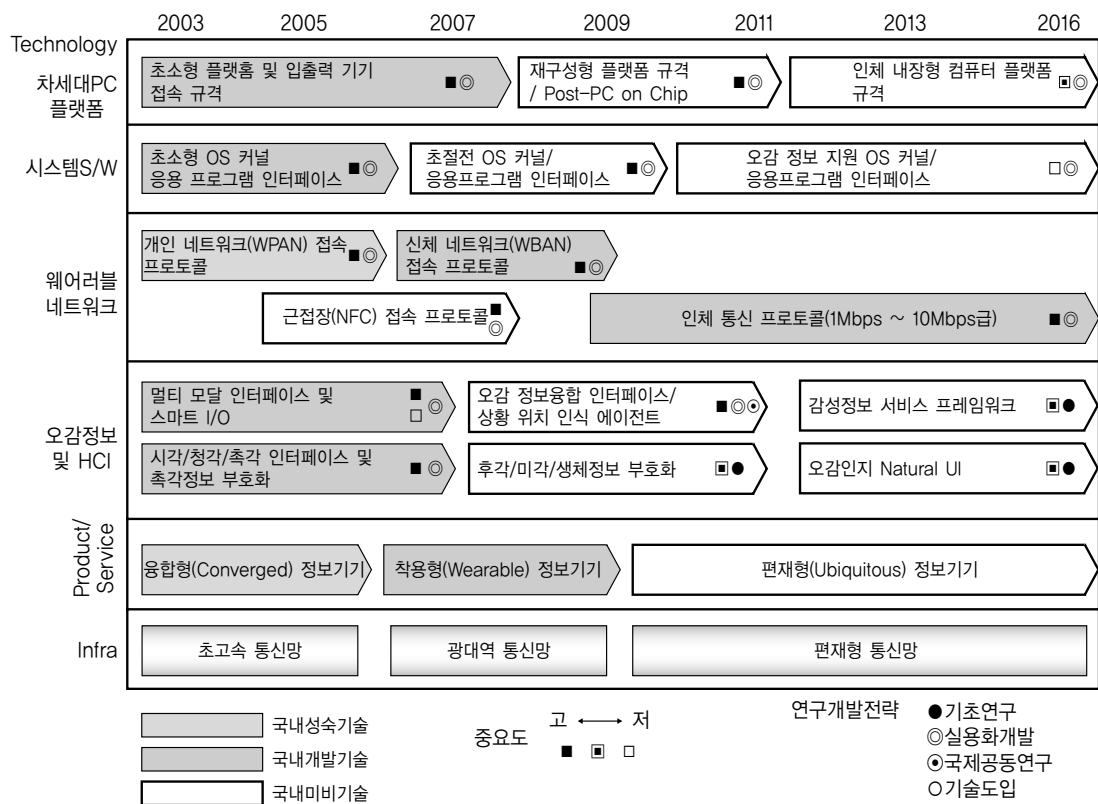 2003 2005 2007 2009 2011 2013 2016
Technology
차세대PC
플랫폼
초소형 플랫홈 및 입출력 기기
접속 규격
■◎
재구성형 플랫폼 규격
/ Post-PC on Chip
■◎
인체 내장형 컴퓨터 플랫폼
규격
▣◎
시스템S/W
초소형 OS 커널
응용 프로그램 인터페이스
■◎
초절전 OS 커널/
응용프로그램 인터페이스
■◎
오감 정보 지원 OS 커널/
응용프로그램 인터페이스
□◎
웨어러블
네트워크
개인 네트워크(WPAN) 접속
프로토콜
■◎
신체 네트워크(WBAN)
접속 프로토콜
■◎
근접장(NFC) 접속 프로토콜
■
◎
인체 통신 프로토콜(1Mbps ~ 10Mbps급)
■◎
오감정보
및 HCI
멀티 모달 인터페이스 및
스마트 I/O
■
□
◎
오감 정보융합 인터페이스/
상황 위치 인식 에이전트
■◎⊙
감성정보 서비스 프레임워크
▣●
시각/청각/촉각 인터페이스 및
촉각정보 부호화
■◎
후각/미각/생체정보 부호화
▣●
오감인지 Natural UI
▣●
Product/
Service
융합형(Converged) 정보기기
착용형(Wearable) 정보기기
편재형(Ubiquitous) 정보기기
Infra
초고속 통신망
광대역 통신망
편재형 통신망
국내성숙기술
국내개발기술
국내미비기술
중요도
고 ↔ 저
■ ▣ □
연구개발전략
●기초연구
◎실용화개발
⊙국제공동연구
○기술도입